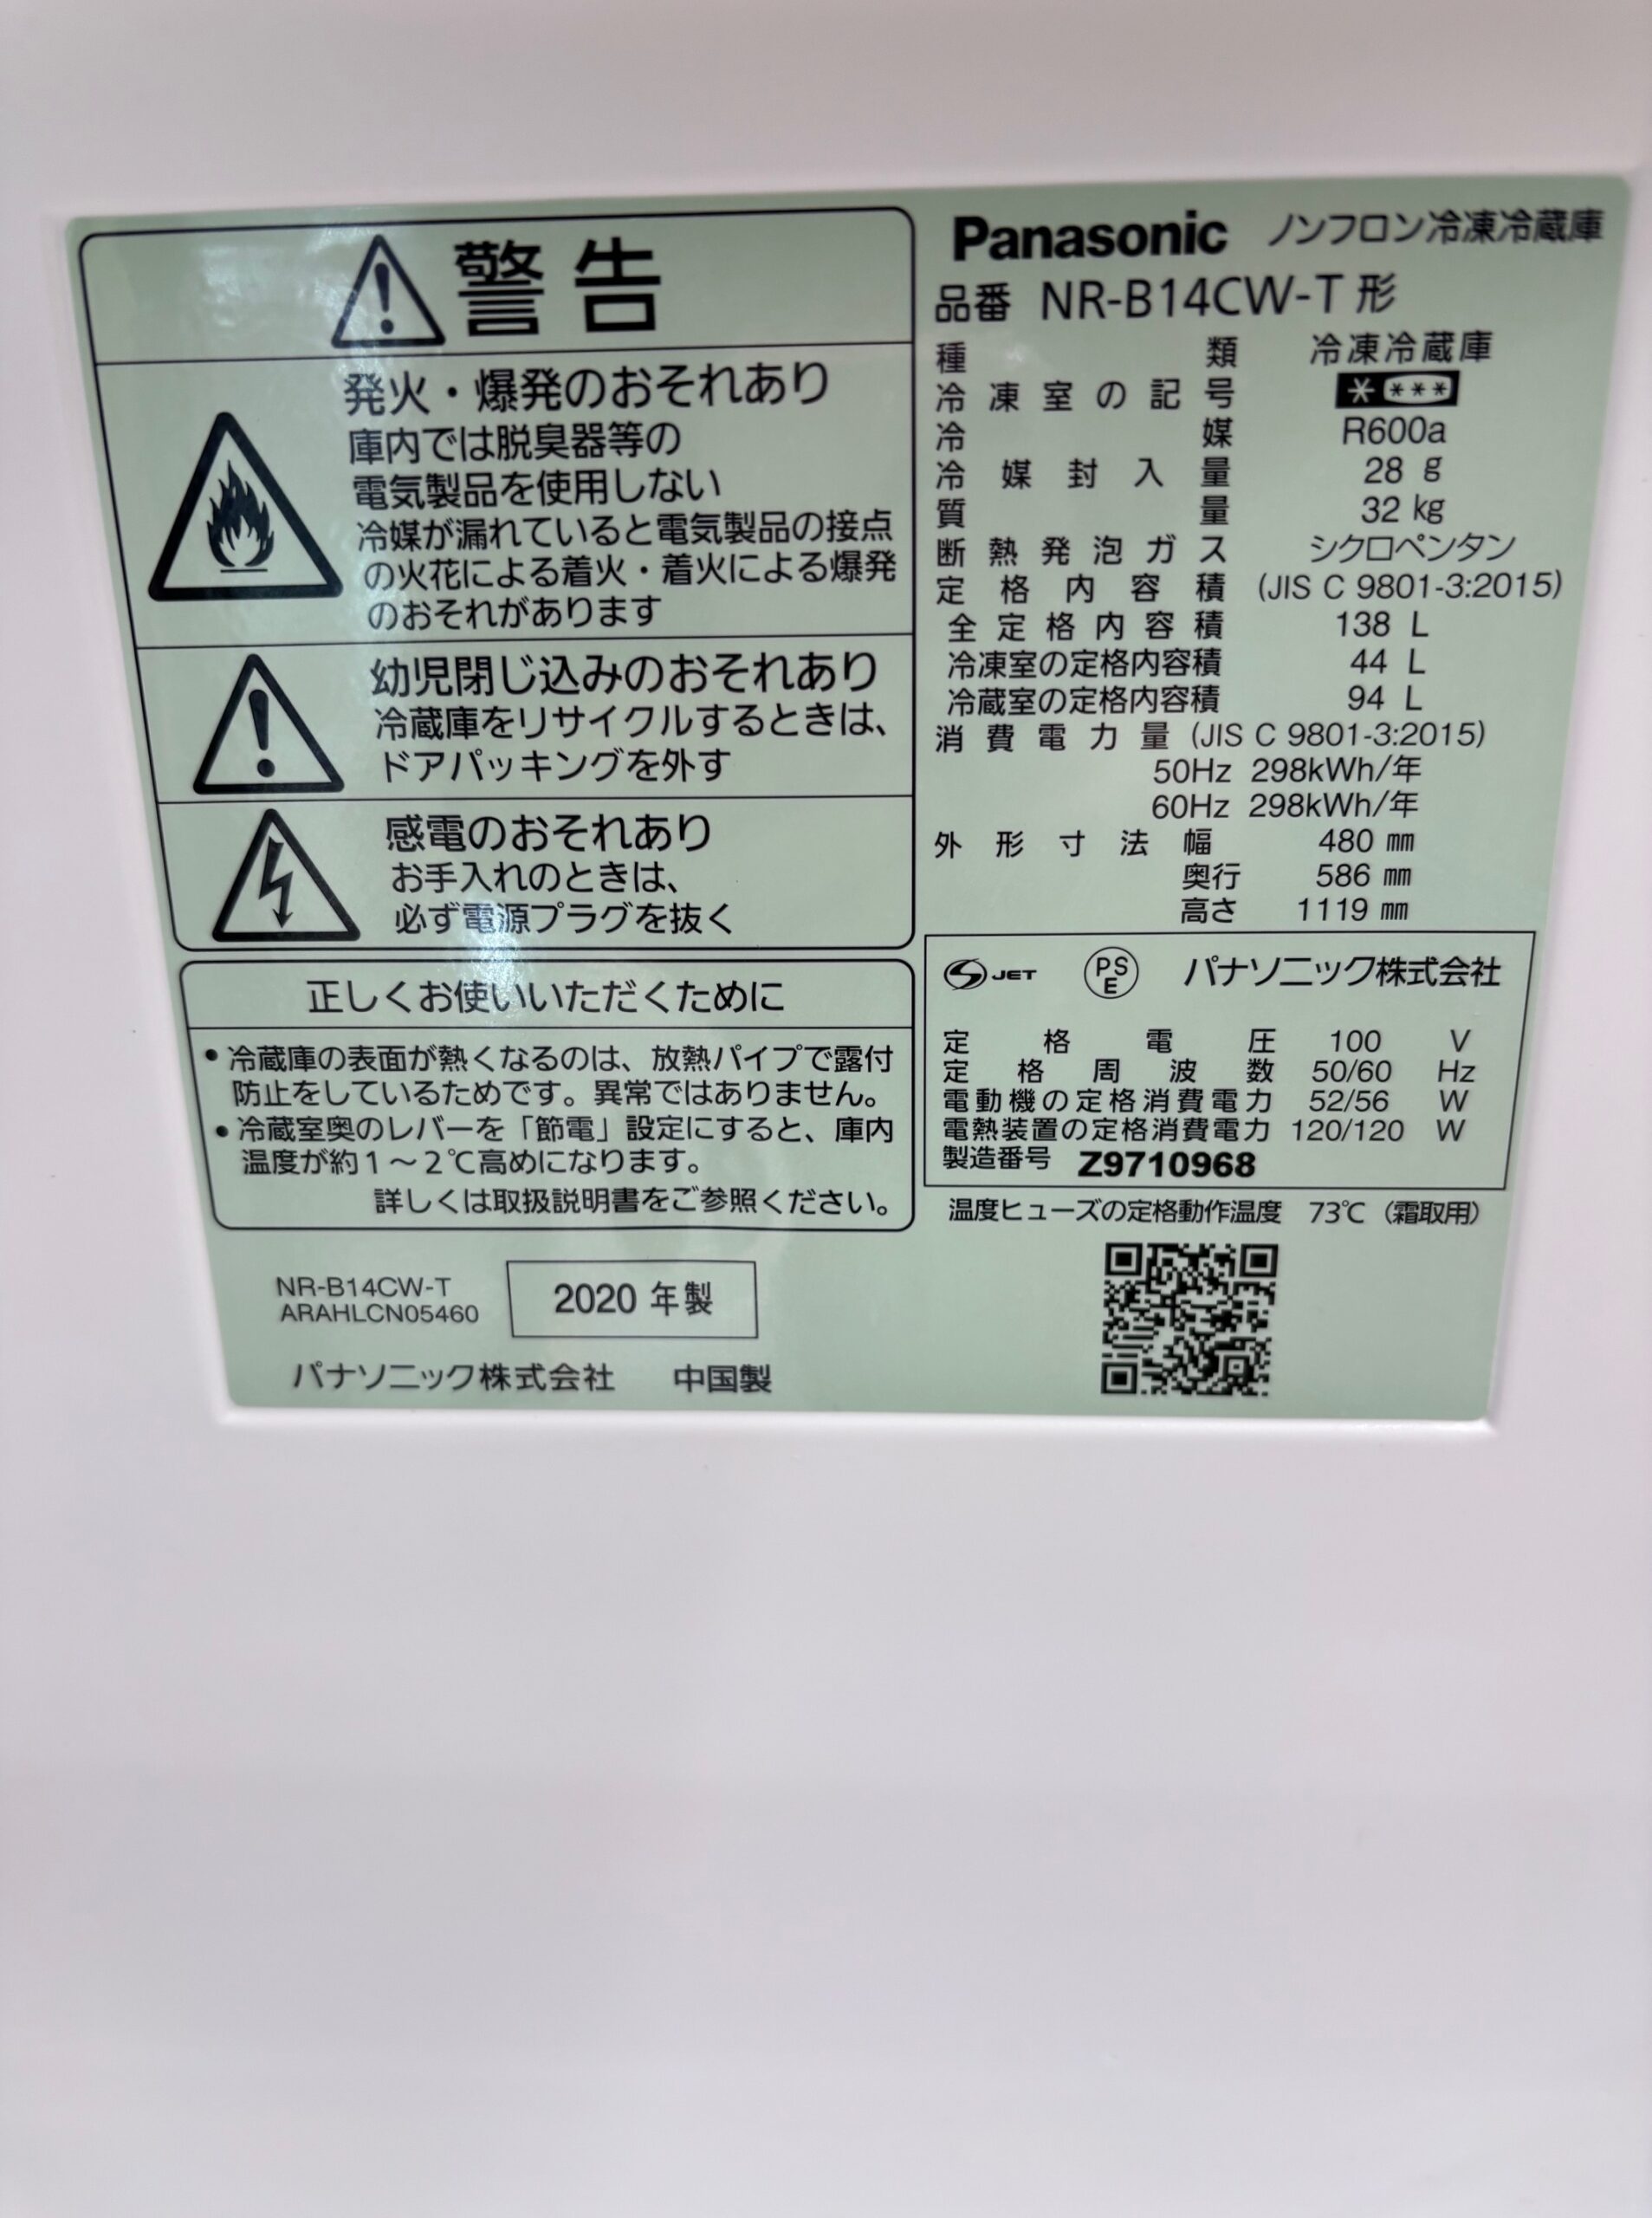 警告
発火・爆発のおそれあり
庫内では脱臭器等の
電気製品を使用しない
冷媒が漏れていると電気製品の接点
の火花による着火・着火による爆発
のおそれがあります
幼児閉じ込みのおそれあり
冷蔵庫をリサイクルするときは、
ドアパッキングを外す
感電のおそれあり
お手入れのときは、
必ず電源プラグを抜く
正しくお使いいただくために
• 冷蔵庫の表面が熱くなるのは、放熱パイプで露付
防止をしているためです。異常ではありません。
• 冷蔵室奥のレバーを「節電」設定にすると、庫内
温度が約1～2℃高めになります。
詳しくは取扱説明書をご参照ください。
NR-B14CW-T
ARAHLCN05460
2020 年製
パナソニック株式会社 中国製
Panasonic ノンフロン冷凍冷蔵庫
品番 NR-B14CW-T 形
種類 冷凍冷蔵庫
冷凍室の記号 * ***
冷媒 R600a
冷媒封入量 28 g
質量 32 kg
断熱発泡ガス シクロペンタン
定格内容積 (JIS C 9801-3:2015)
全定格内容積 138 L
冷凍室の定格内容積 44 L
冷蔵室の定格内容積 94 L
消費電力量 (JIS C 9801-3:2015)
50Hz 298kWh/年
60Hz 298kWh/年
外形寸法 幅 480 mm
奥行 586 mm
高さ 1119 mm
S JET PS E パナソニック株式会社
定格電圧 100 V
定格周波数 50/60 Hz
電動機の定格消費電力 52/56 W
電熱装置の定格消費電力 120/120 W
製造番号 Z9710968
温度ヒューズの定格動作温度 73℃ (霜取用)